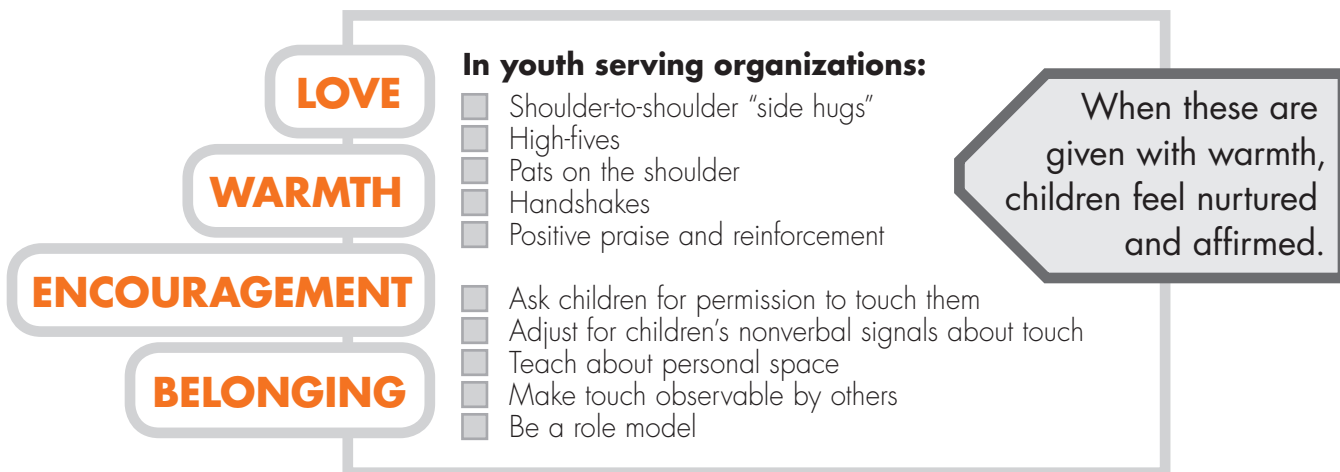 LOVE
WARMTH
ENCOURAGEMENT
BELONGING
In youth serving organizations:
Shoulder-to-shoulder “side hugs”
High-fives
Pats on the shoulder
Handshakes
Positive praise and reinforcement
Ask children for permission to touch them
Adjust for children’s nonverbal signals about touch
Teach about personal space
Make touch observable by others
Be a role model
When these are
given with warmth,
children feel nurtured
and affirmed.